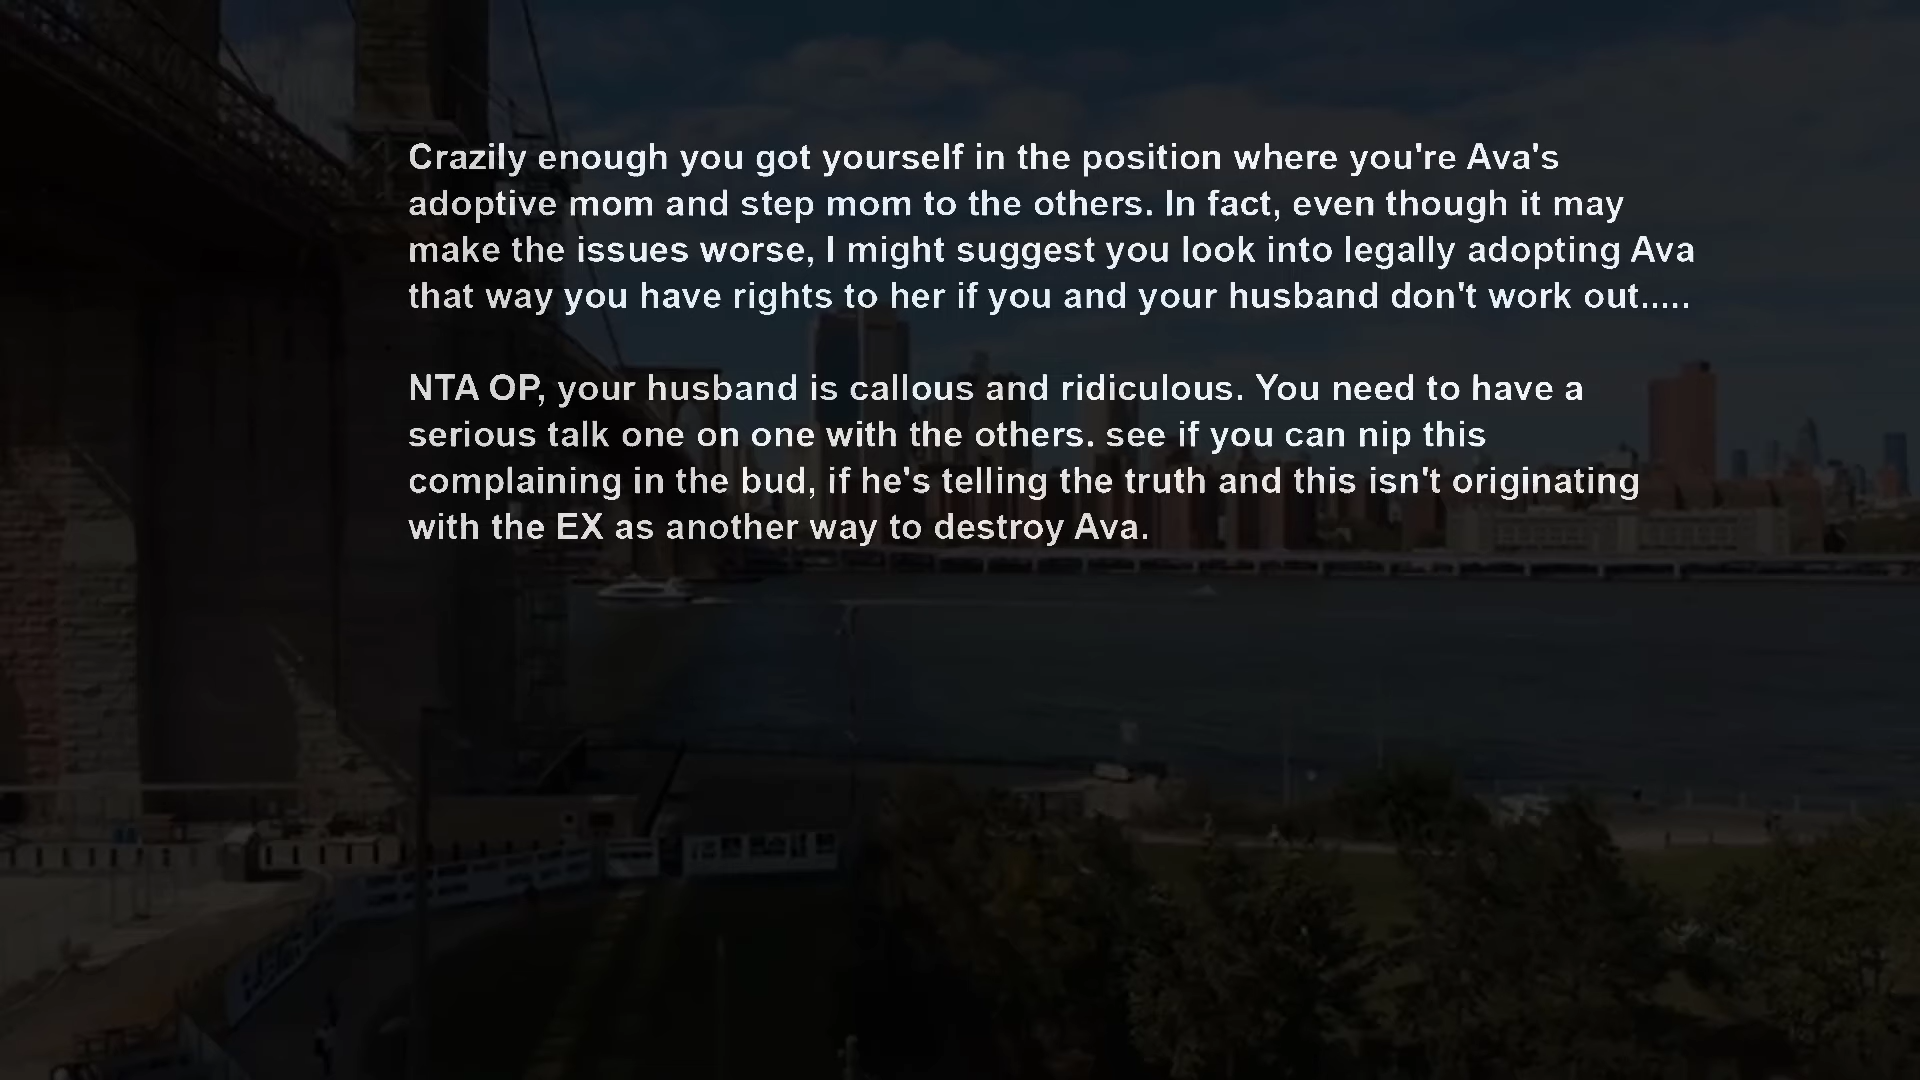 Crazily enough you got yourself in the position where you're Ava's
adoptive mom and step mom to the others. In fact, even though it may
make the issues worse, I might suggest you look into legally adopting Ava
that way you have rights to her if you and your husband don't work out.....
NTA OP, your husband is callous and ridiculous. You need to have a
serious talk one on one with the others. see if you can nip this
complaining in the bud, if he's telling the truth and this isn't originating
with the EX as another way to destroy Ava.